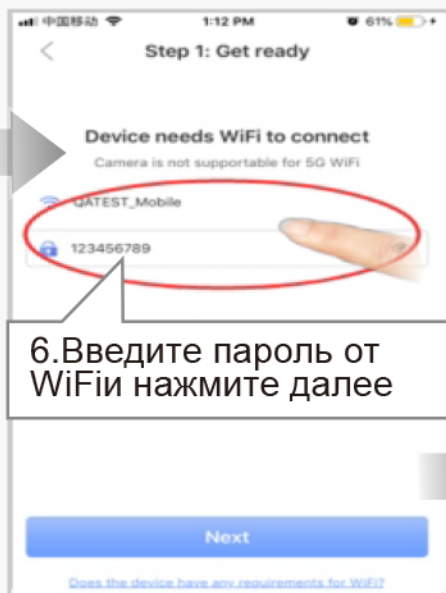 中国移动 1:12 PM 61%
Step 1: Get ready
Device needs WiFi to connect
Camera is not supportable for 5G WiFi
QATEST_Mobile
123456789
6.Введите пароль от
WiFiи нажмите далее
Next
Does the device have any requirements for WiFi?